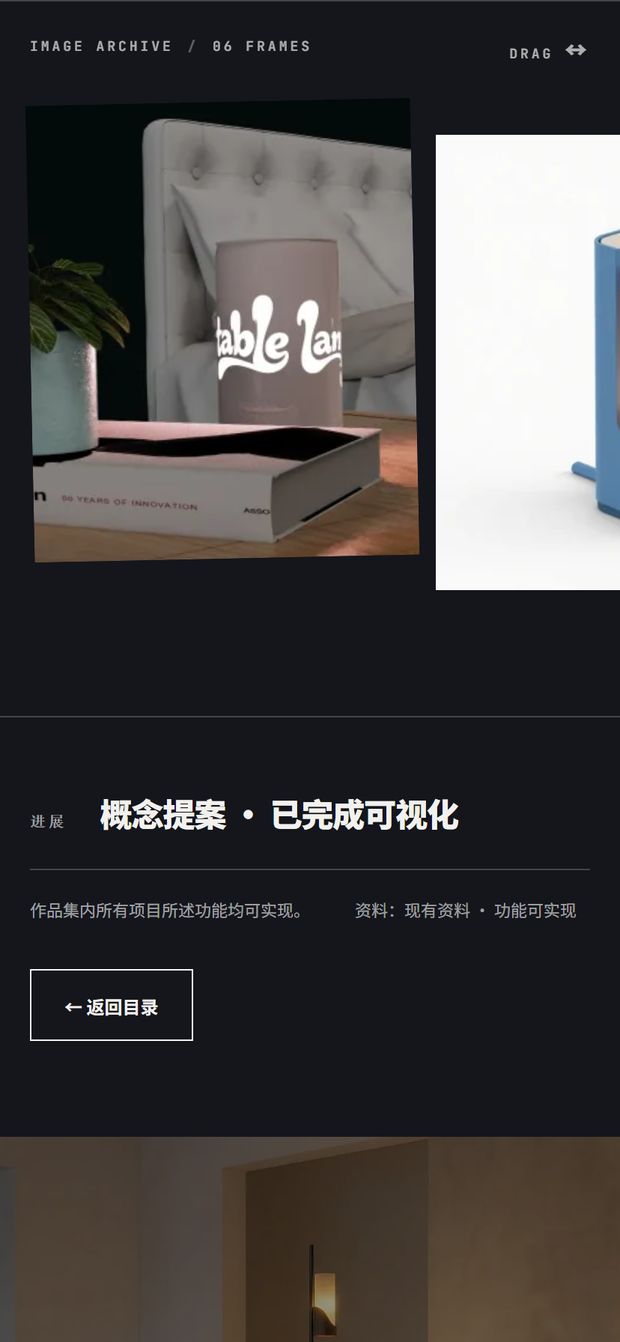 IMAGE ARCHIVE / 06 FRAMES
DRAG ↔
table lam
n 50 YEARS OF INNOVATION ASSO
进展 概念提案 · 已完成可视化
作品集内所有项目所述功能均可实现。 资料：现有资料 · 功能可实现
← 返回目录